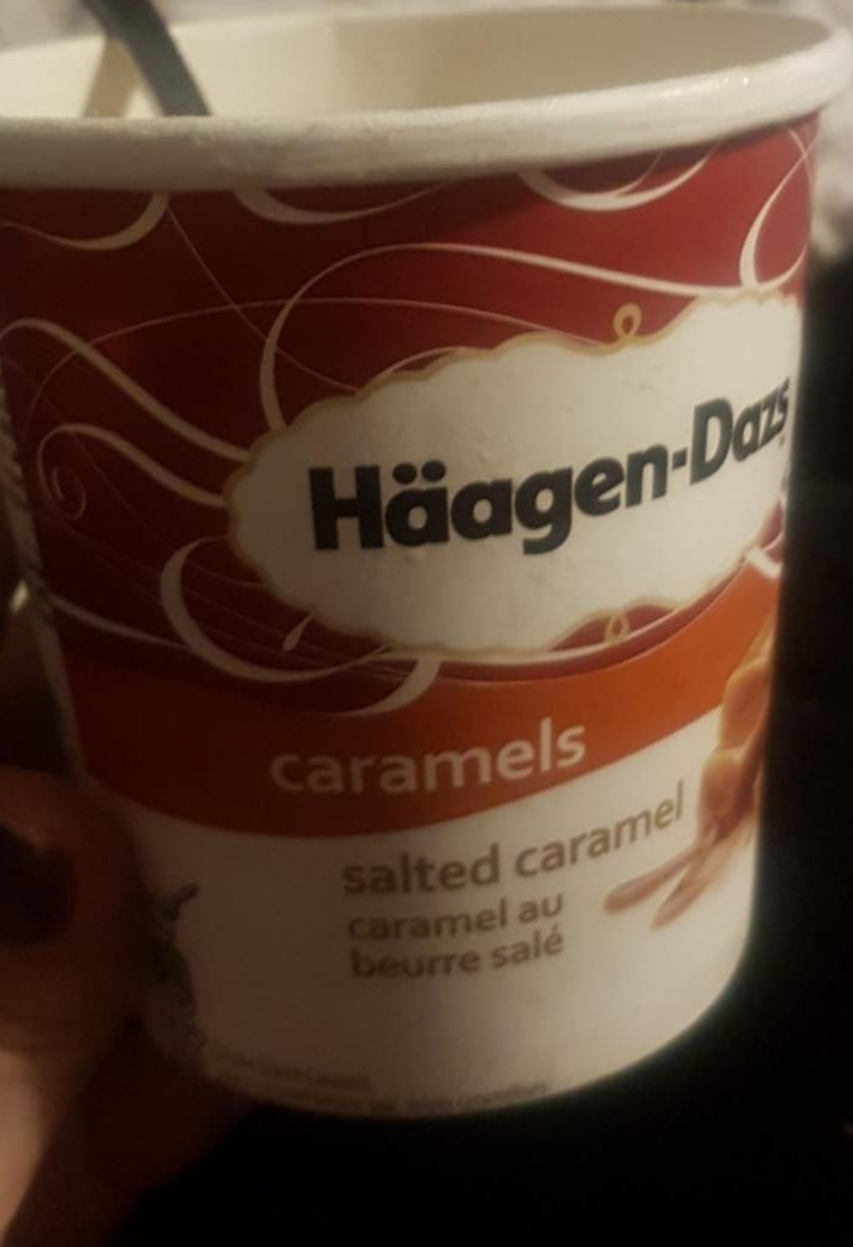 Häagen-Dazs
caramels
salted caramel
caramel au
beurre salé